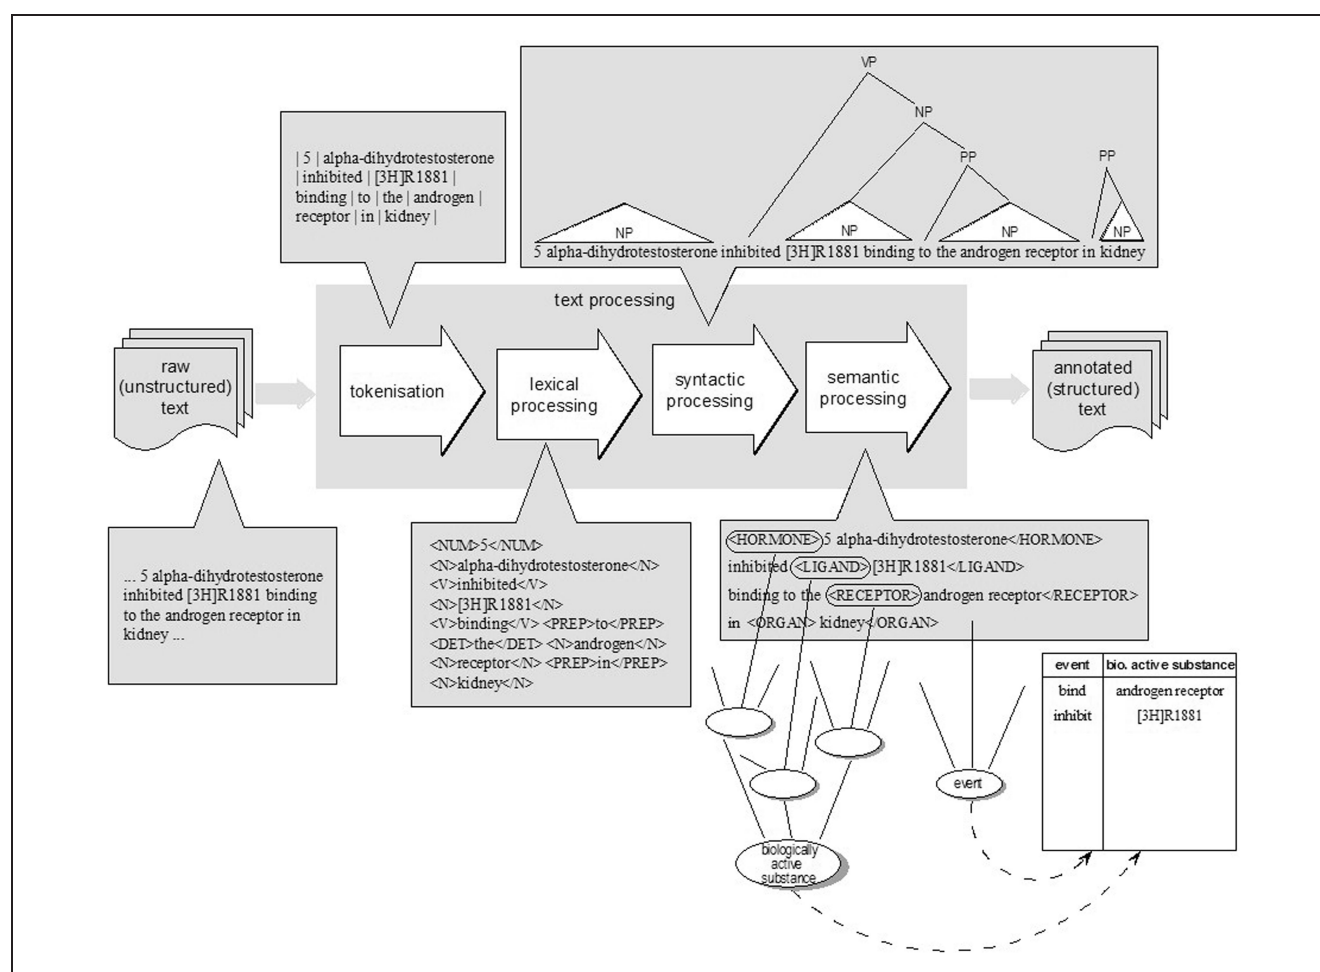 VP
NP
PP
PP
NP
NP
NP
NP
5 alpha-dihydrotestosterone inhibited [3H]R1881 binding to the androgen receptor in kidney
| 5 | alpha-dihydrotestosterone
| inhibited | [3H]R1881 |
binding | to | the | androgen |
receptor | in | kidney |
text processing
raw
(unstructured)
text
tokenisation
lexical
processing
syntactic
processing
semantic
processing
annotated
(structured)
text
... 5 alpha-dihydrotestosterone
inhibited [3H]R1881 binding
to the androgen receptor in
kidney ...
<NUM>5</NUM>
<N>alpha-dihydrotestosterone</N>
<V>inhibited</V>
<N>[3H]R1881</N>
<V>binding</V> <PREP>to</PREP>
<DET>the</DET> <N>androgen</N>
<N>receptor</N> <PREP>in</PREP>
<N>kidney</N>
<HORMONE> 5 alpha-dihydrotestosterone</HORMONE>
inhibited <LIGAND> [3H]R1881</LIGAND>
binding to the <RECEPTOR> androgen receptor</RECEPTOR>
in <ORGAN> kidney</ORGAN>
event bio. active substance
bind androgen receptor
inhibit [3H]R1881
event
biologically
active
substance